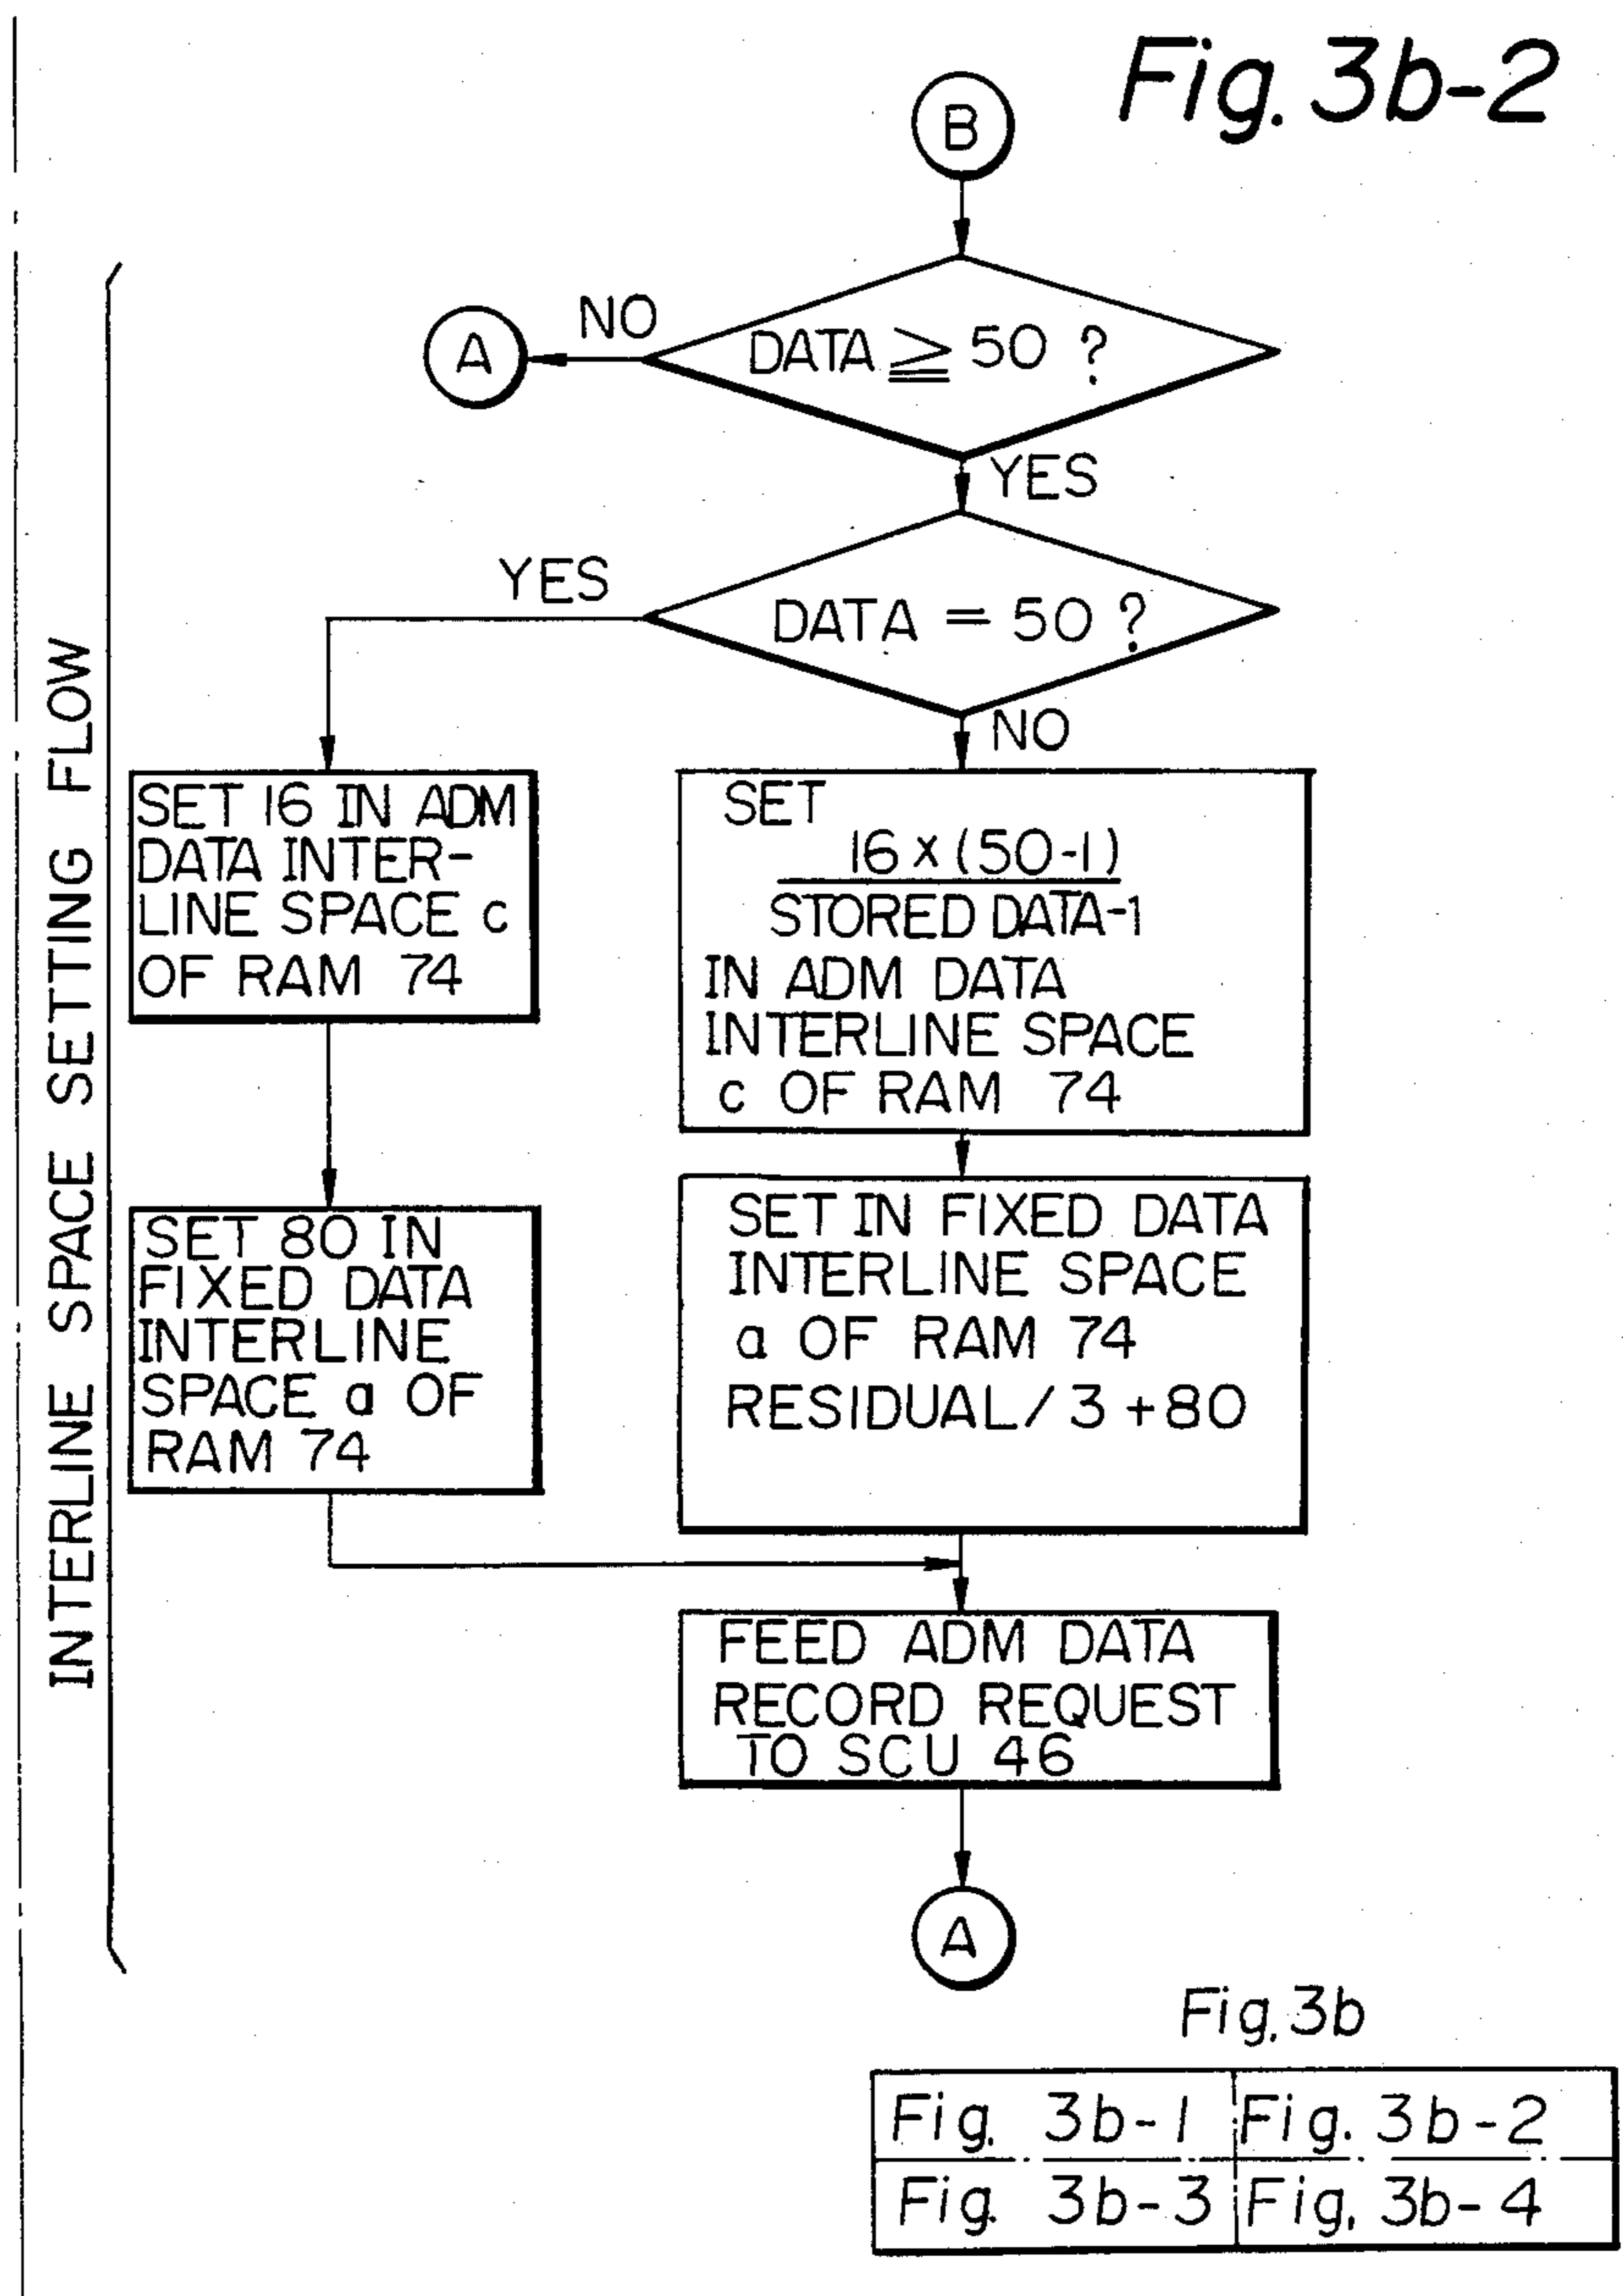 Fig. 3b-2
B
NO
A
DATA ≧ 50 ?
YES
YES
DATA = 50 ?
NO
INTERLINE SPACE SETTING FLOW
SET 16 IN ADM
DATA INTER-
LINE SPACE c
OF RAM 74
SET
16 x (50-1)
STORED DATA-1
IN ADM DATA
INTERLINE SPACE
c OF RAM 74
SET 80 IN
FIXED DATA
INTERLINE
SPACE a OF
RAM 74
SET IN FIXED DATA
INTERLINE SPACE
a OF RAM 74
RESIDUAL / 3 + 80
FEED ADM DATA
RECORD REQUEST
TO SCU 46
A
Fig. 3b
Fig. 3b-1 Fig. 3b-2
Fig. 3b-3 Fig. 3b-4